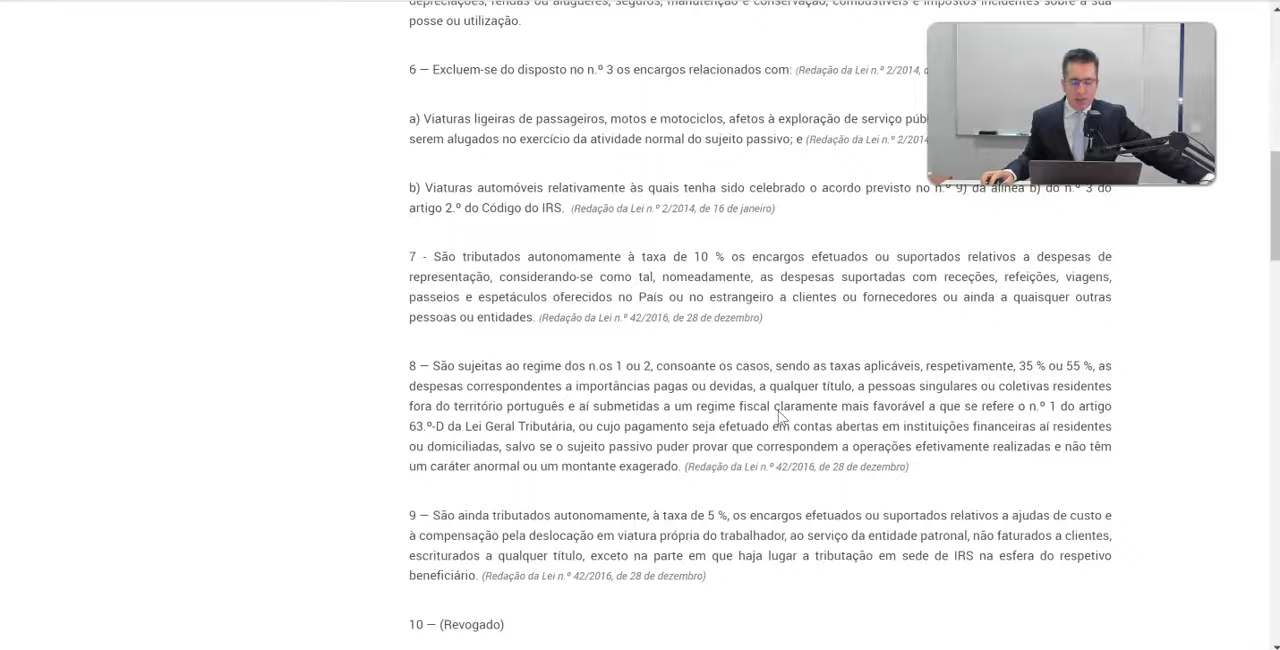 depreciações, rendas ou alugueres, seguros, manutenção e conservação, combustíveis e impostos incidentes sobre a sua
posse ou utilização.
6 — Excluem-se do disposto no n.º 3 os encargos relacionados com: (Redação da Lei n.º 2/2014, d
a) Viaturas ligeiras de passageiros, motos e motociclos, afetos à exploração de serviço púb
serem alugados no exercício da atividade normal do sujeito passivo; e (Redação da Lei n.º 2/2014
b) Viaturas automóveis relativamente às quais tenha sido celebrado o acordo previsto no n.º 9) da alínea b) do n.º 3 do
artigo 2.º do Código do IRS. (Redação da Lei n.º 2/2014, de 16 de janeiro)
7 - São tributados autonomamente à taxa de 10 % os encargos efetuados ou suportados relativos a despesas de
representação, considerando-se como tal, nomeadamente, as despesas suportadas com receções, refeições, viagens,
passeios e espetáculos oferecidos no País ou no estrangeiro a clientes ou fornecedores ou ainda a quaisquer outras
pessoas ou entidades. (Redação da Lei n.º 42/2016, de 28 de dezembro)
8 — São sujeitas ao regime dos n.os 1 ou 2, consoante os casos, sendo as taxas aplicáveis, respetivamente, 35 % ou 55 %, as
despesas correspondentes a importâncias pagas ou devidas, a qualquer título, a pessoas singulares ou coletivas residentes
fora do território português e aí submetidas a um regime fiscal claramente mais favorável a que se refere o n.º 1 do artigo
63.º-D da Lei Geral Tributária, ou cujo pagamento seja efetuado em contas abertas em instituições financeiras aí residentes
ou domiciliadas, salvo se o sujeito passivo puder provar que correspondem a operações efetivamente realizadas e não têm
um caráter anormal ou um montante exagerado. (Redação da Lei n.º 42/2016, de 28 de dezembro)
9 — São ainda tributados autonomamente, à taxa de 5 %, os encargos efetuados ou suportados relativos a ajudas de custo e
à compensação pela deslocação em viatura própria do trabalhador, ao serviço da entidade patronal, não faturados a clientes,
escriturados a qualquer título, exceto na parte em que haja lugar a tributação em sede de IRS na esfera do respetivo
beneficiário. (Redação da Lei n.º 42/2016, de 28 de dezembro)
10 — (Revogado)